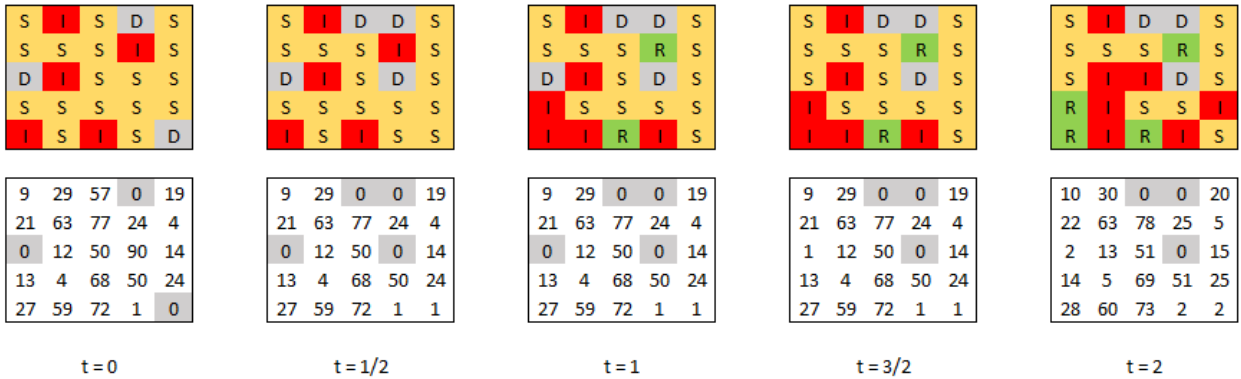 S I S D S S I D D S S I D D S S I D D S S I D D S
S S S I S S S S I S S S S R S S S S R S S S S R S
D I S S S D I S D S D I S D S S I S D S S I I D S
S S S S S S S S S S I S S S S I S S S S R I S S I
I S I S D I S I S S I I R I S I I R I S R I R I S
9 29 57 0 19 9 29 0 0 19 9 29 0 0 19 9 29 0 0 19 10 30 0 0 20
21 63 77 24 4 21 63 77 24 4 21 63 77 24 4 21 63 77 24 4 22 63 78 25 5
0 12 50 90 14 0 12 50 0 14 0 12 50 0 14 1 12 50 0 14 2 13 51 0 15
13 4 68 50 24 13 4 68 50 24 13 4 68 50 24 13 4 68 50 24 14 5 69 51 25
27 59 72 1 0 27 59 72 1 1 27 59 72 1 1 27 59 72 1 1 28 60 73 2 2
t = 0 t = 1/2 t = 1 t = 3/2 t = 2